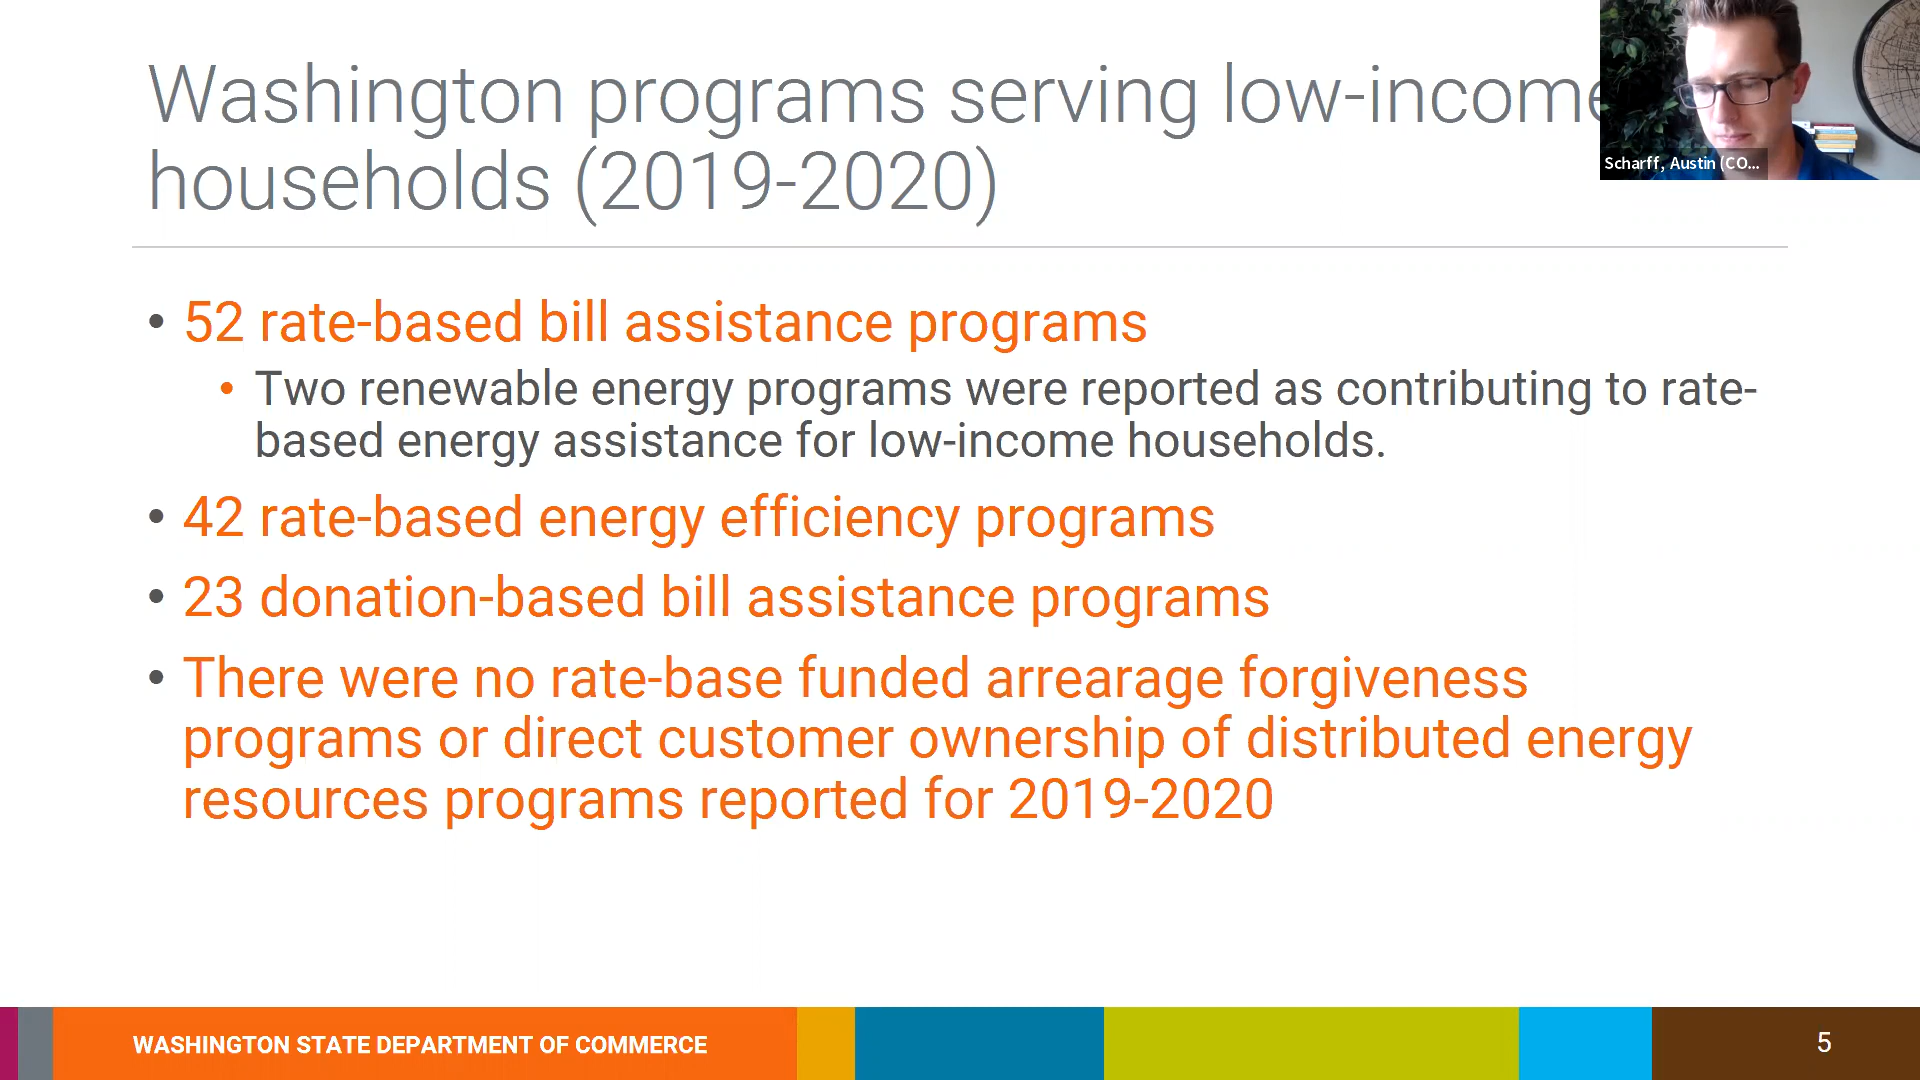 Washington programs serving low-income
households (2019-2020)
Scharff, Austin (CO...
• 52 rate-based bill assistance programs
• Two renewable energy programs were reported as contributing to rate-
based energy assistance for low-income households.
• 42 rate-based energy efficiency programs
• 23 donation-based bill assistance programs
• There were no rate-base funded arrearage forgiveness
programs or direct customer ownership of distributed energy
resources programs reported for 2019-2020
WASHINGTON STATE DEPARTMENT OF COMMERCE
5